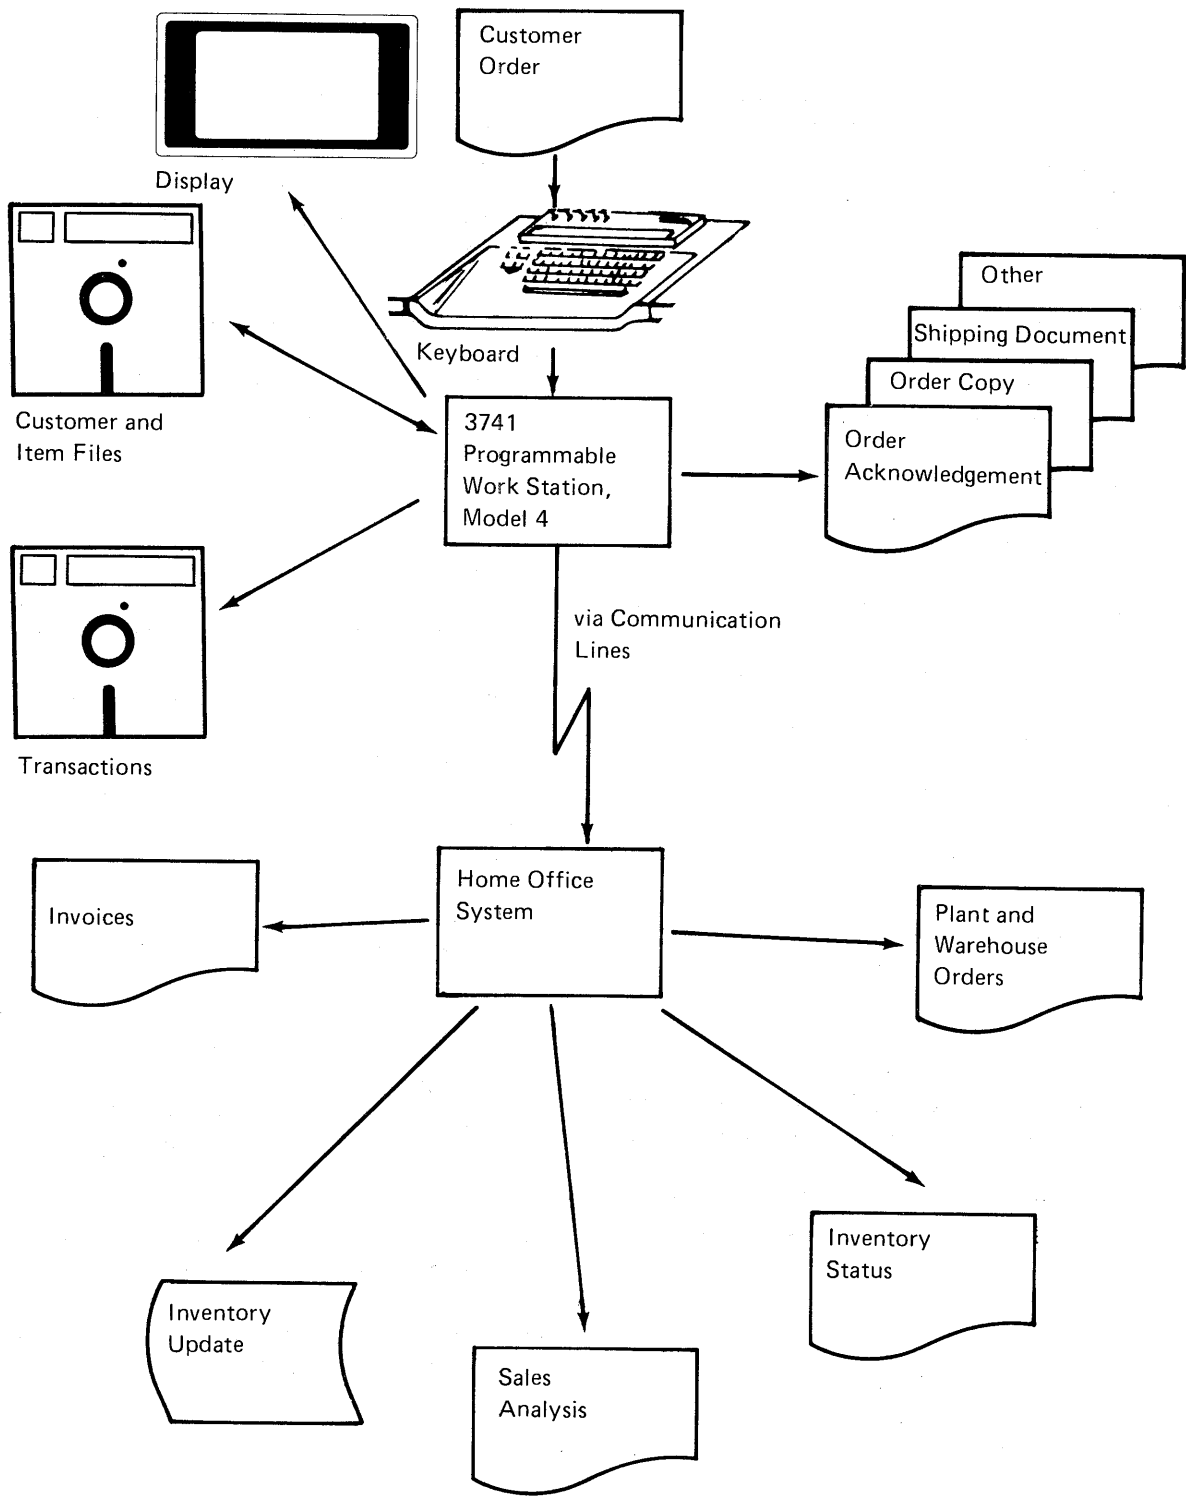 Customer
Order
Display
Other
Shipping Document
Order Copy
Order
Acknowledgement
Keyboard
Customer and
Item Files
3741
Programmable
Work Station,
Model 4
via Communication
Lines
Transactions
Home Office
System
Invoices
Plant and
Warehouse
Orders
Inventory
Status
Inventory
Update
Sales
Analysis